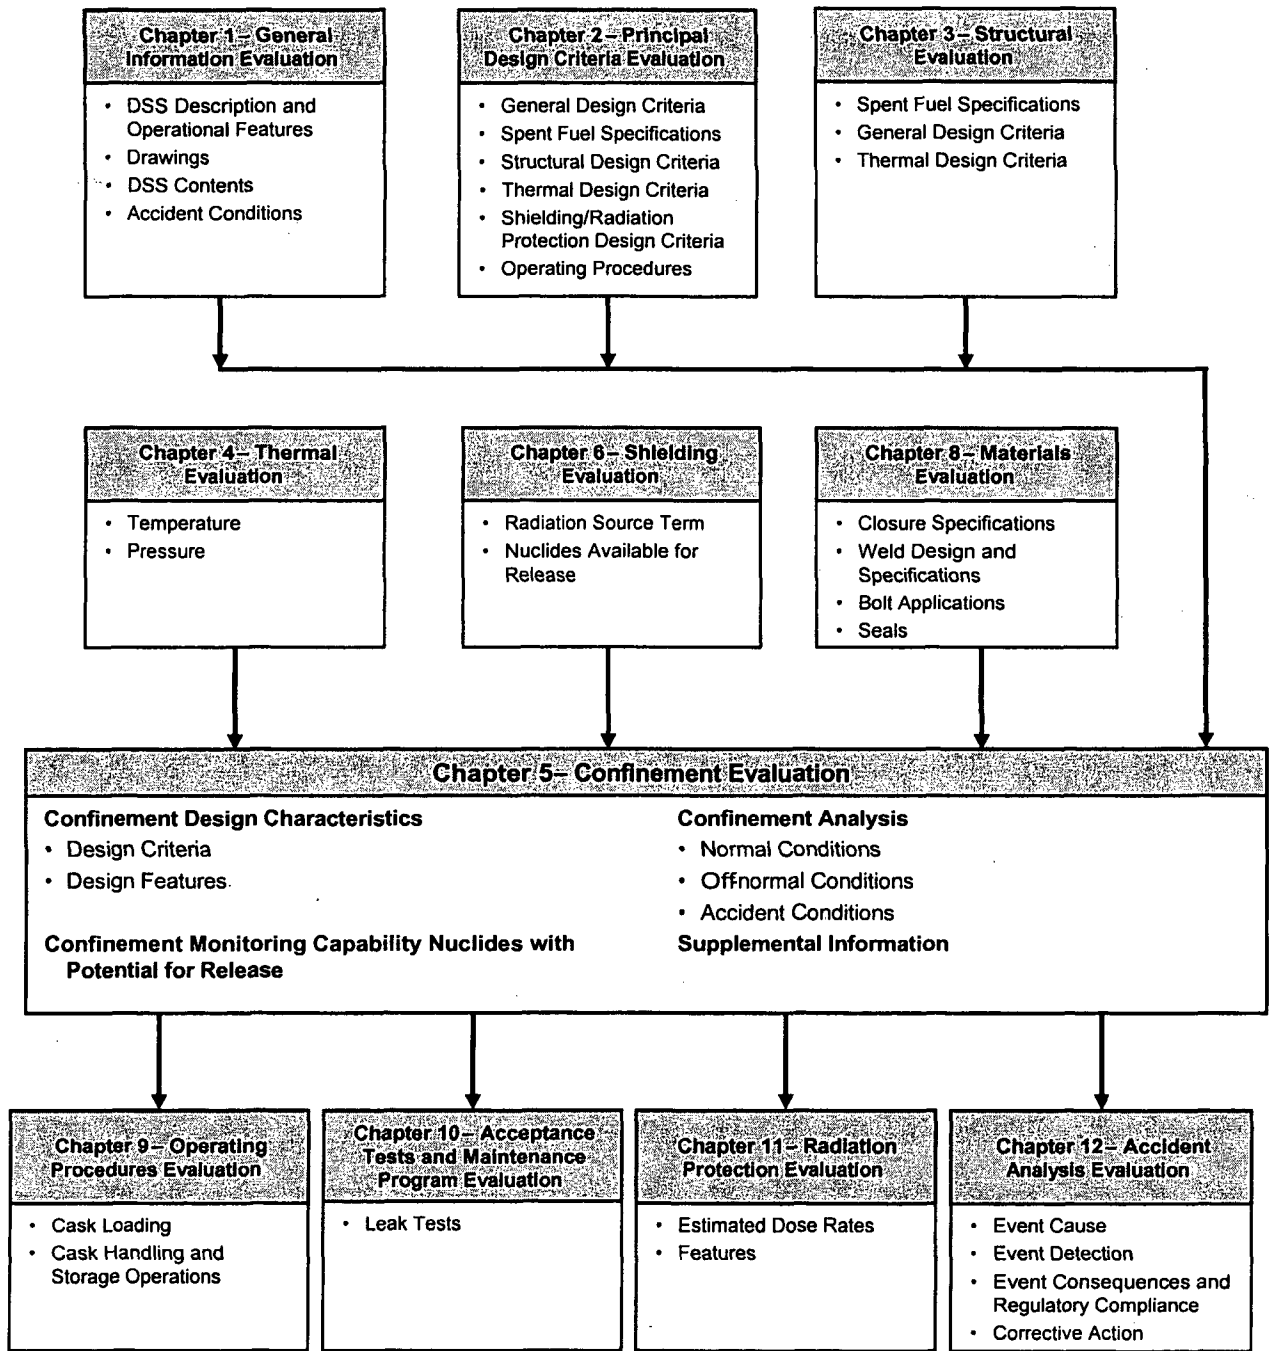 Chapter 1 – General
Information Evaluation
• DSS Description and
Operational Features
• Drawings
• DSS Contents
• Accident Conditions
Chapter 2 – Principal
Design Criteria Evaluation
• General Design Criteria
• Spent Fuel Specifications
• Structural Design Criteria
• Thermal Design Criteria
• Shielding/Radiation
Protection Design Criteria
• Operating Procedures
Chapter 3 – Structural
Evaluation
• Spent Fuel Specifications
• General Design Criteria
• Thermal Design Criteria
Chapter 4 – Thermal
Evaluation
• Temperature
• Pressure
Chapter 6 – Shielding
Evaluation
• Radiation Source Term
• Nuclides Available for
Release
Chapter 8 – Materials
Evaluation
• Closure Specifications
• Weld Design and
Specifications
• Bolt Applications
• Seals
Chapter 5 – Confinement Evaluation
Confinement Design Characteristics
• Design Criteria
• Design Features
Confinement Monitoring Capability Nuclides with
Potential for Release
Confinement Analysis
• Normal Conditions
• Offnormal Conditions
• Accident Conditions
Supplemental Information
Chapter 9 – Operating
Procedures Evaluation
• Cask Loading
• Cask Handling and
Storage Operations
Chapter 10 – Acceptance
Tests and Maintenance
Program Evaluation
• Leak Tests
Chapter 11 – Radiation
Protection Evaluation
• Estimated Dose Rates
• Features
Chapter 12 – Accident
Analysis Evaluation
• Event Cause
• Event Detection
• Event Consequences and
Regulatory Compliance
• Corrective Action